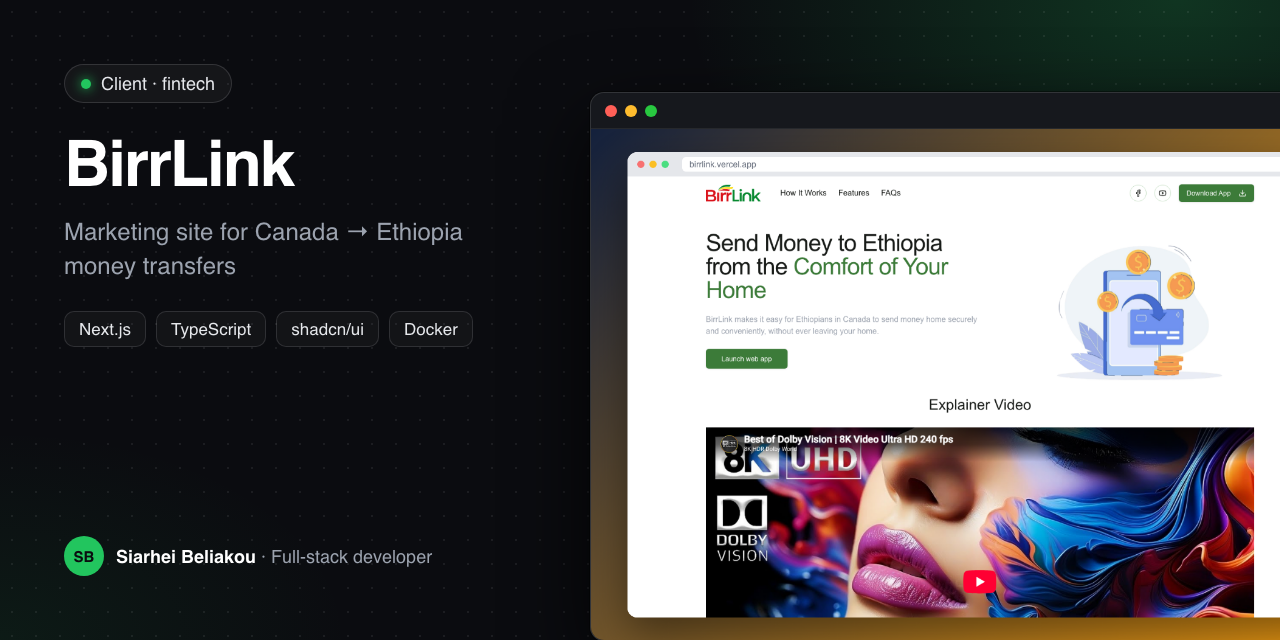 Client · fintech
BirrLink
Marketing site for Canada → Ethiopia
money transfers
Next.js
TypeScript
shadcn/ui
Docker
SB
Siarhei Beliakou · Full-stack developer
birrlink.vercel.app
BirrLink
How It Works
Features
FAQs
Download App
Send Money to Ethiopia
from the Comfort of Your
Home
BirrLink makes it easy for Ethiopians in Canada to send money home securely
and conveniently, without ever leaving your home.
Launch web app
Explainer Video
Best of Dolby Vision | 8K Video Ultra HD 240 fps
8K HDR Dolby World
8K UHD
DOLBY
VISION